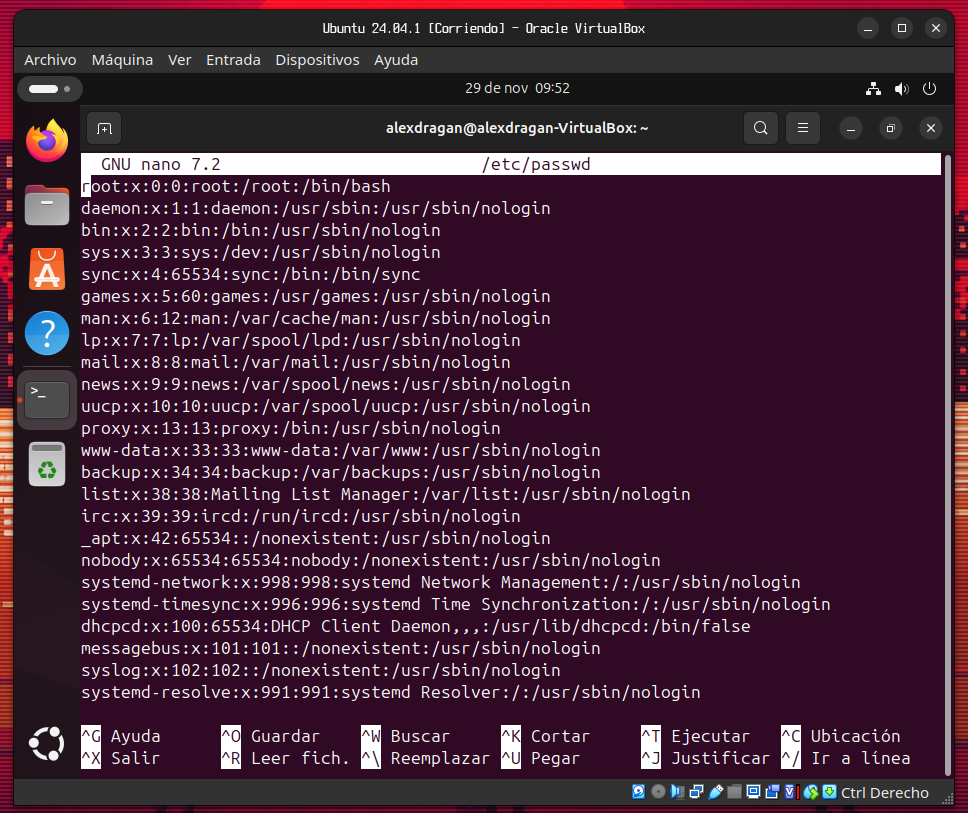 Ubuntu 24.04.1 [Corriendo] - Oracle VirtualBox
Archivo Máquina Ver Entrada Dispositivos Ayuda
29 de nov 09:52
alexdragan@alexdragan-VirtualBox: ~
GNU nano 7.2 /etc/passwd
root:x:0:0:root:/root:/bin/bash
daemon:x:1:1:daemon:/usr/sbin:/usr/sbin/nologin
bin:x:2:2:bin:/bin:/usr/sbin/nologin
sys:x:3:3:sys:/dev:/usr/sbin/nologin
sync:x:4:65534:sync:/bin:/bin/sync
games:x:5:60:games:/usr/games:/usr/sbin/nologin
man:x:6:12:man:/var/cache/man:/usr/sbin/nologin
lp:x:7:7:lp:/var/spool/lpd:/usr/sbin/nologin
mail:x:8:8:mail:/var/mail:/usr/sbin/nologin
news:x:9:9:news:/var/spool/news:/usr/sbin/nologin
uucp:x:10:10:uucp:/var/spool/uucp:/usr/sbin/nologin
proxy:x:13:13:proxy:/bin:/usr/sbin/nologin
www-data:x:33:33:www-data:/var/www:/usr/sbin/nologin
backup:x:34:34:backup:/var/backups:/usr/sbin/nologin
list:x:38:38:Mailing List Manager:/var/list:/usr/sbin/nologin
irc:x:39:39:ircd:/run/ircd:/usr/sbin/nologin
_apt:x:42:65534::/nonexistent:/usr/sbin/nologin
nobody:x:65534:65534:nobody:/nonexistent:/usr/sbin/nologin
systemd-network:x:998:998:systemd Network Management:/:/usr/sbin/nologin
systemd-timesync:x:996:996:systemd Time Synchronization:/:/usr/sbin/nologin
dhcpcd:x:100:65534:DHCP Client Daemon,,,:/usr/lib/dhcpcd:/bin/false
messagebus:x:101:101::/nonexistent:/usr/sbin/nologin
syslog:x:102:102::/nonexistent:/usr/sbin/nologin
systemd-resolve:x:991:991:systemd Resolver:/:/usr/sbin/nologin
^G Ayuda ^O Guardar ^W Buscar ^K Cortar ^T Ejecutar ^C Ubicación
^X Salir ^R Leer fich. ^\ Reemplazar ^U Pegar ^J Justificar ^/ Ir a línea
Ctrl Derecho